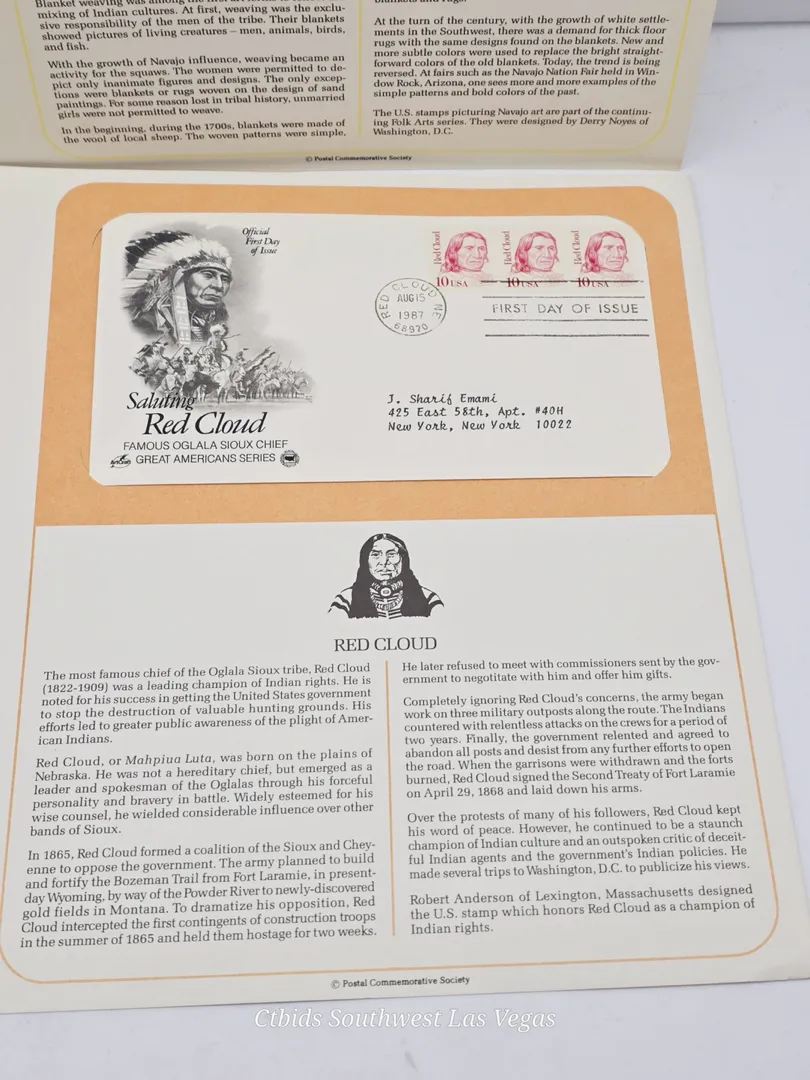 Blanket weaving was among the first
mixing of Indian cultures. At first, weaving was the exclu-
sive responsibility of the men of the tribe. Their blankets
showed pictures of living creatures – men, animals, birds,
and fish.
With the growth of Navajo influence, weaving became an
activity for the squaws. The women were permitted to de-
pict only inanimate figures and designs. The only excep-
tions were blankets or rugs woven on the design of sand
paintings. For some reason lost in tribal history, unmarried
girls were not permitted to weave.
In the beginning, during the 1700s, blankets were made of
the wool of local sheep. The woven patterns were simple,
blankets and rugs.
At the turn of the century, with the growth of white settle-
ments in the Southwest, there was a demand for thick floor
rugs with the same designs found on the blankets. New and
more subtle colors were used to replace the bright straight-
forward colors of the old blankets. Today, the trend is being
reversed. At fairs such as the Navajo Nation Fair held in Win-
dow Rock, Arizona, one sees more and more examples of the
simple patterns and bold colors of the past.
The U.S. stamps picturing Navajo art are part of the continu-
ing Folk Arts series. They were designed by Derry Noyes of
Washington, D.C.
© Postal Commemorative Society
Official
First Day
of Issue
Red Cloud
10 USA
Red Cloud
10 USA
Red Cloud
10 USA
RED CLOUD NE
AUG 15
1987
68970
FIRST DAY OF ISSUE
J. Sharif Emami
425 East 58th, Apt. #40H
New York, New York 10022
Saluting
Red Cloud
FAMOUS OGLALA SIOUX CHIEF
GREAT AMERICANS SERIES
RED CLOUD
The most famous chief of the Oglala Sioux tribe, Red Cloud
(1822-1909) was a leading champion of Indian rights. He is
noted for his success in getting the United States government
to stop the destruction of valuable hunting grounds. His
efforts led to greater public awareness of the plight of Amer-
ican Indians.
Red Cloud, or Mahpiua Luta, was born on the plains of
Nebraska. He was not a hereditary chief, but emerged as a
leader and spokesman of the Oglalas through his forceful
personality and bravery in battle. Widely esteemed for his
wise counsel, he wielded considerable influence over other
bands of Sioux.
In 1865, Red Cloud formed a coalition of the Sioux and Chey-
enne to oppose the government. The army planned to build
and fortify the Bozeman Trail from Fort Laramie, in present-
day Wyoming, by way of the Powder River to newly-discovered
gold fields in Montana. To dramatize his opposition, Red
Cloud intercepted the first contingents of construction troops
in the summer of 1865 and held them hostage for two weeks.
He later refused to meet with commissioners sent by the gov-
ernment to negotitate with him and offer him gifts.
Completely ignoring Red Cloud's concerns, the army began
work on three military outposts along the route. The Indians
countered with relentless attacks on the crews for a period of
two years. Finally, the government relented and agreed to
abandon all posts and desist from any further efforts to open
the road. When the garrisons were withdrawn and the forts
burned, Red Cloud signed the Second Treaty of Fort Laramie
on April 29, 1868 and laid down his arms.
Over the protests of many of his followers, Red Cloud kept
his word of peace. However, he continued to be a staunch
champion of Indian culture and an outspoken critic of deceit-
ful Indian agents and the government's Indian policies. He
made several trips to Washington, D.C. to publicize his views.
Robert Anderson of Lexington, Massachusetts designed
the U.S. stamp which honors Red Cloud as a champion of
Indian rights.
© Postal Commemorative Society
Ctbids Southwest Las Vegas